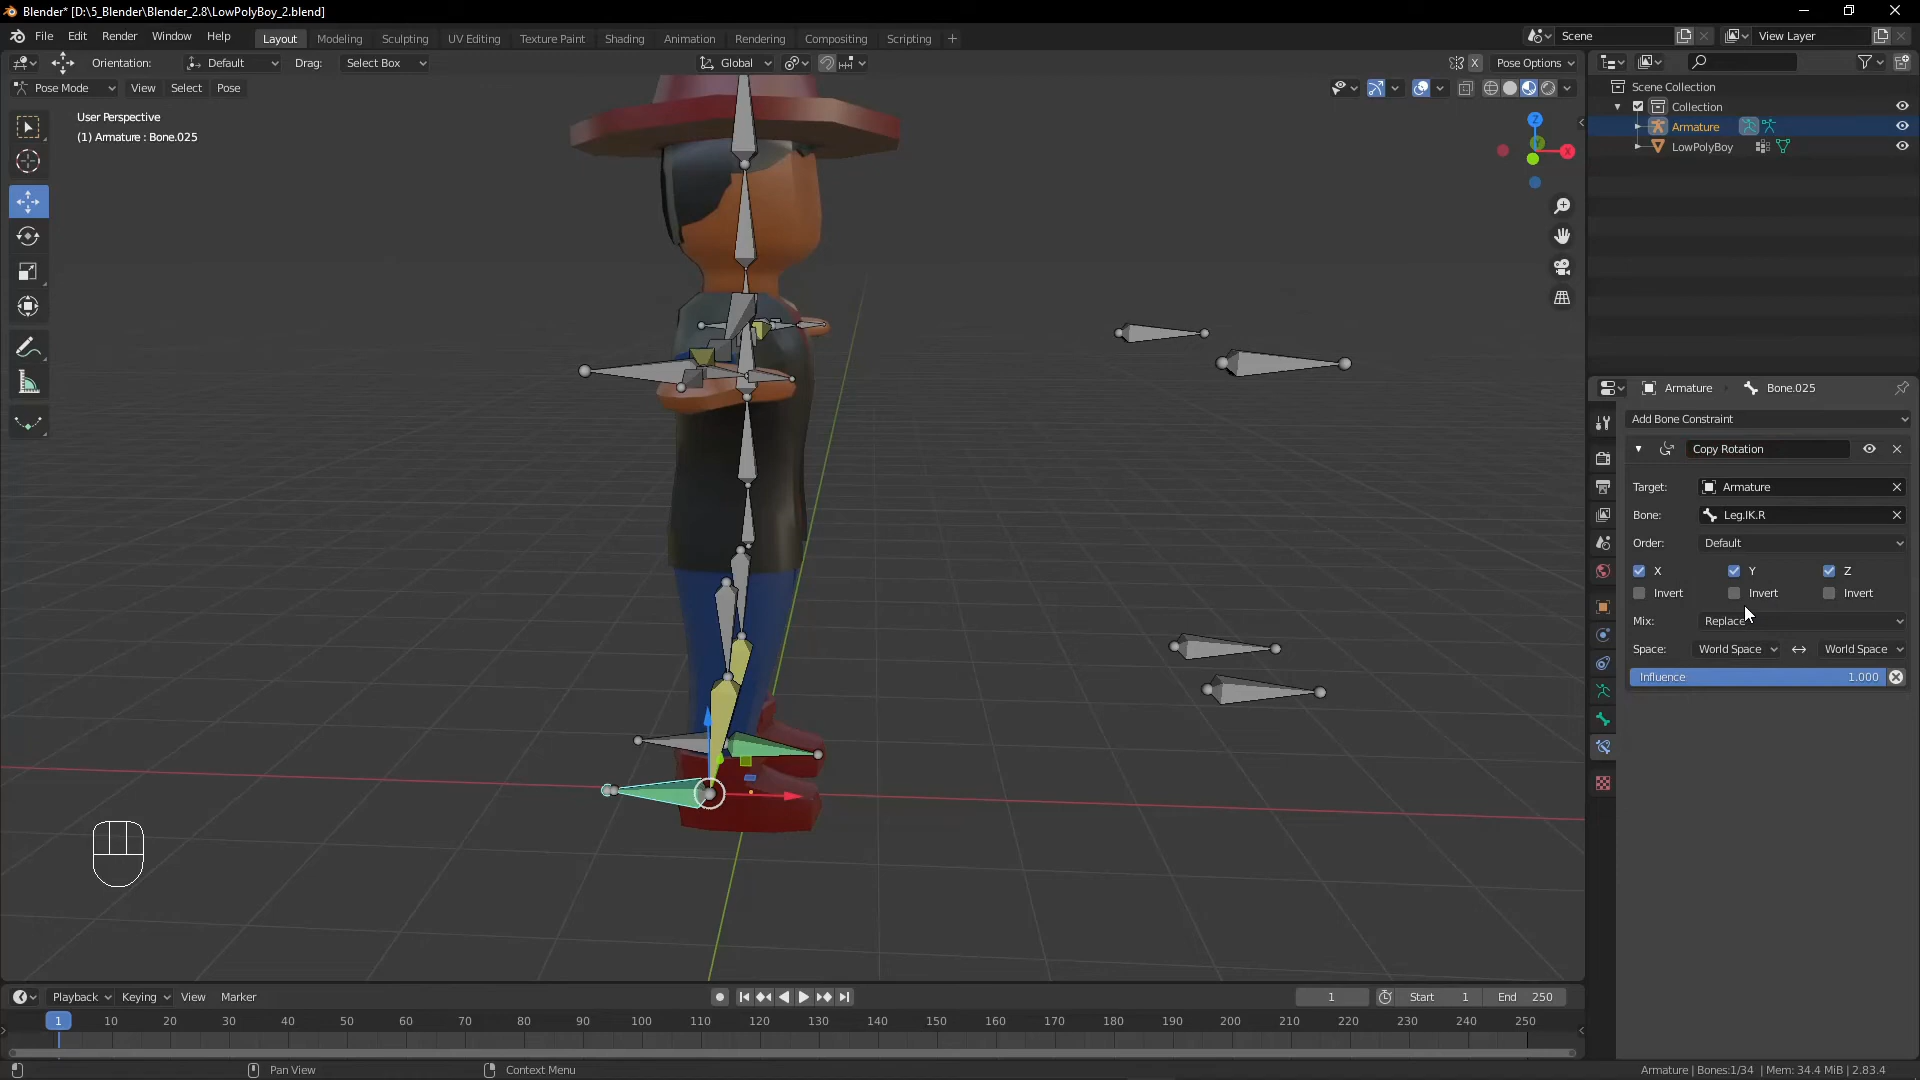 Blender* [D:\5_Blender\Blender_2.8\LowPolyBoy_2.blend]
File Edit Render Window Help Layout Modeling Sculpting UV Editing Texture Paint Shading Animation Rendering Compositing Scripting + Scene View Layer
Orientation: Default Drag: Select Box Global X Pose Options
Pose Mode View Select Pose
Scene Collection
Collection
Armature
LowPolyBoy
User Perspective
(1) Armature : Bone.025
Z
X
Armature Bone.025
Add Bone Constraint
Copy Rotation
Target: Armature
Bone: Leg.IK.R
Order: Default
X Y Z
Invert Invert Invert
Mix: Replace
Space: World Space World Space
Influence 1.000
Playback Keying View Marker 1 Start 1 End 250
1 10 20 30 40 50 60 70 80 90 100 110 120 130 140 150 160 170 180 190 200 210 220 230 240 250
Pan View Context Menu Armature | Bones:1/34 | Mem: 34.4 MiB | 2.83.4